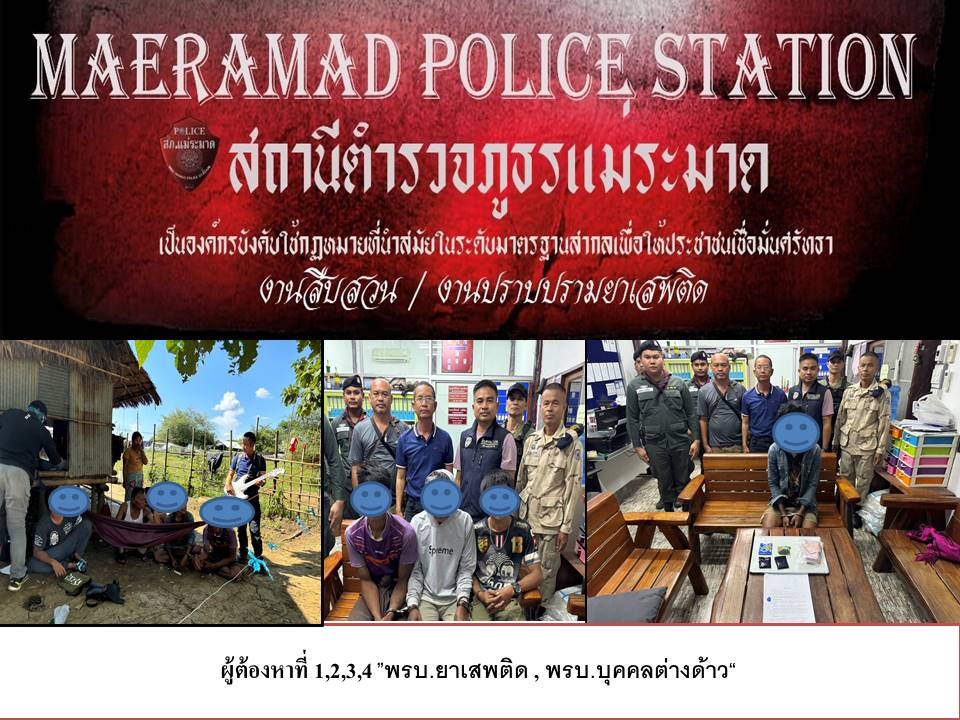 MAERAMAD POLICE STATION
POLICE
สภ.แม่ระมาด
สถานีตำรวจภูธรแม่ระมาด
เป็นองค์กรบังคับใช้กฎหมายที่นำสมัยในระดับมาตรฐานสากลเพื่อให้ประชาชนเชื่อมั่นศรัทธา
งานสืบสวน / งานปราบปรามยาเสพติด
Supreme
ผู้ต้องหาที่ 1,2,3,4 "พรบ.ยาเสพติด , พรบ.บุคคลต่างด้าว“